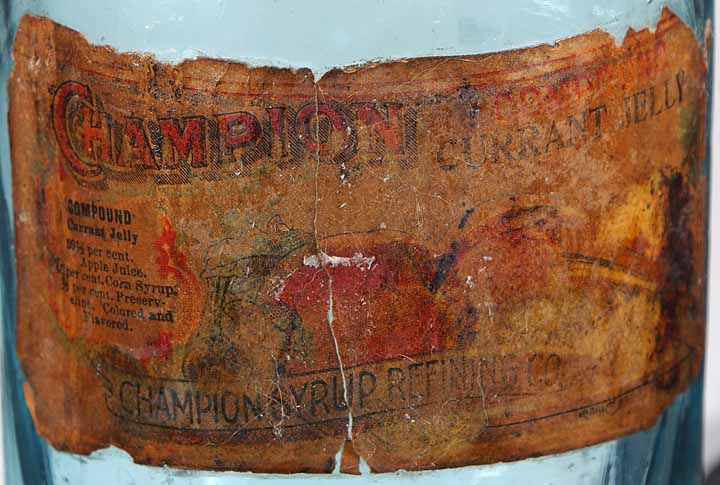 CHAMPION
COMPOUND
CURRANT JELLY
COMPOUND
Currant Jelly
per cent.
Apple Juice.
per cent. Corn Syrup.
per cent. Preserv-
Colored and
Flavored.
CHAMPION SYRUP REFINING CO.